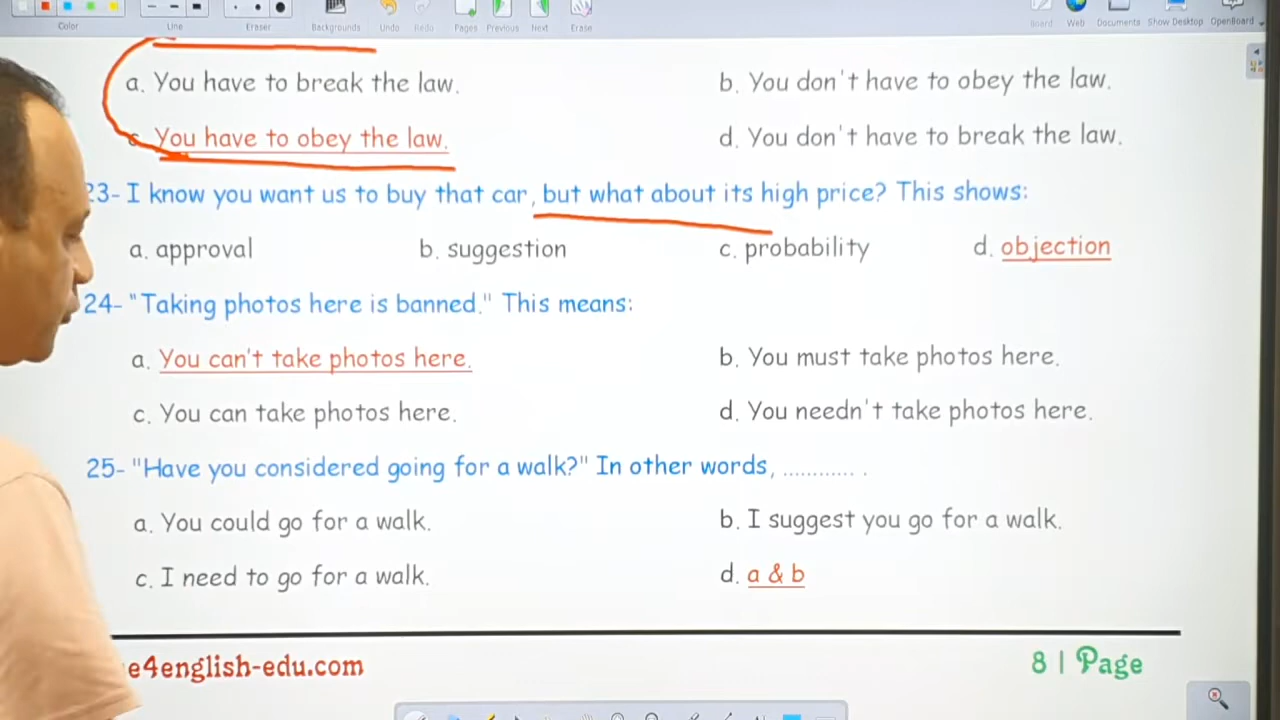 Color Line Eraser Backgrounds Undo Redo Pages Previous Next Erase Board Web Documents Show Desktop OpenBoard
a. You have to break the law. b. You don't have to obey the law.
c. You have to obey the law. d. You don't have to break the law.
23- I know you want us to buy that car, but what about its high price? This shows:
a. approval b. suggestion c. probability d. objection
24- "Taking photos here is banned." This means:
a. You can't take photos here. b. You must take photos here.
c. You can take photos here. d. You needn't take photos here.
25- "Have you considered going for a walk?" In other words, ............ .
a. You could go for a walk. b. I suggest you go for a walk.
c. I need to go for a walk. d. a & b
e4english-edu.com 8 | Page